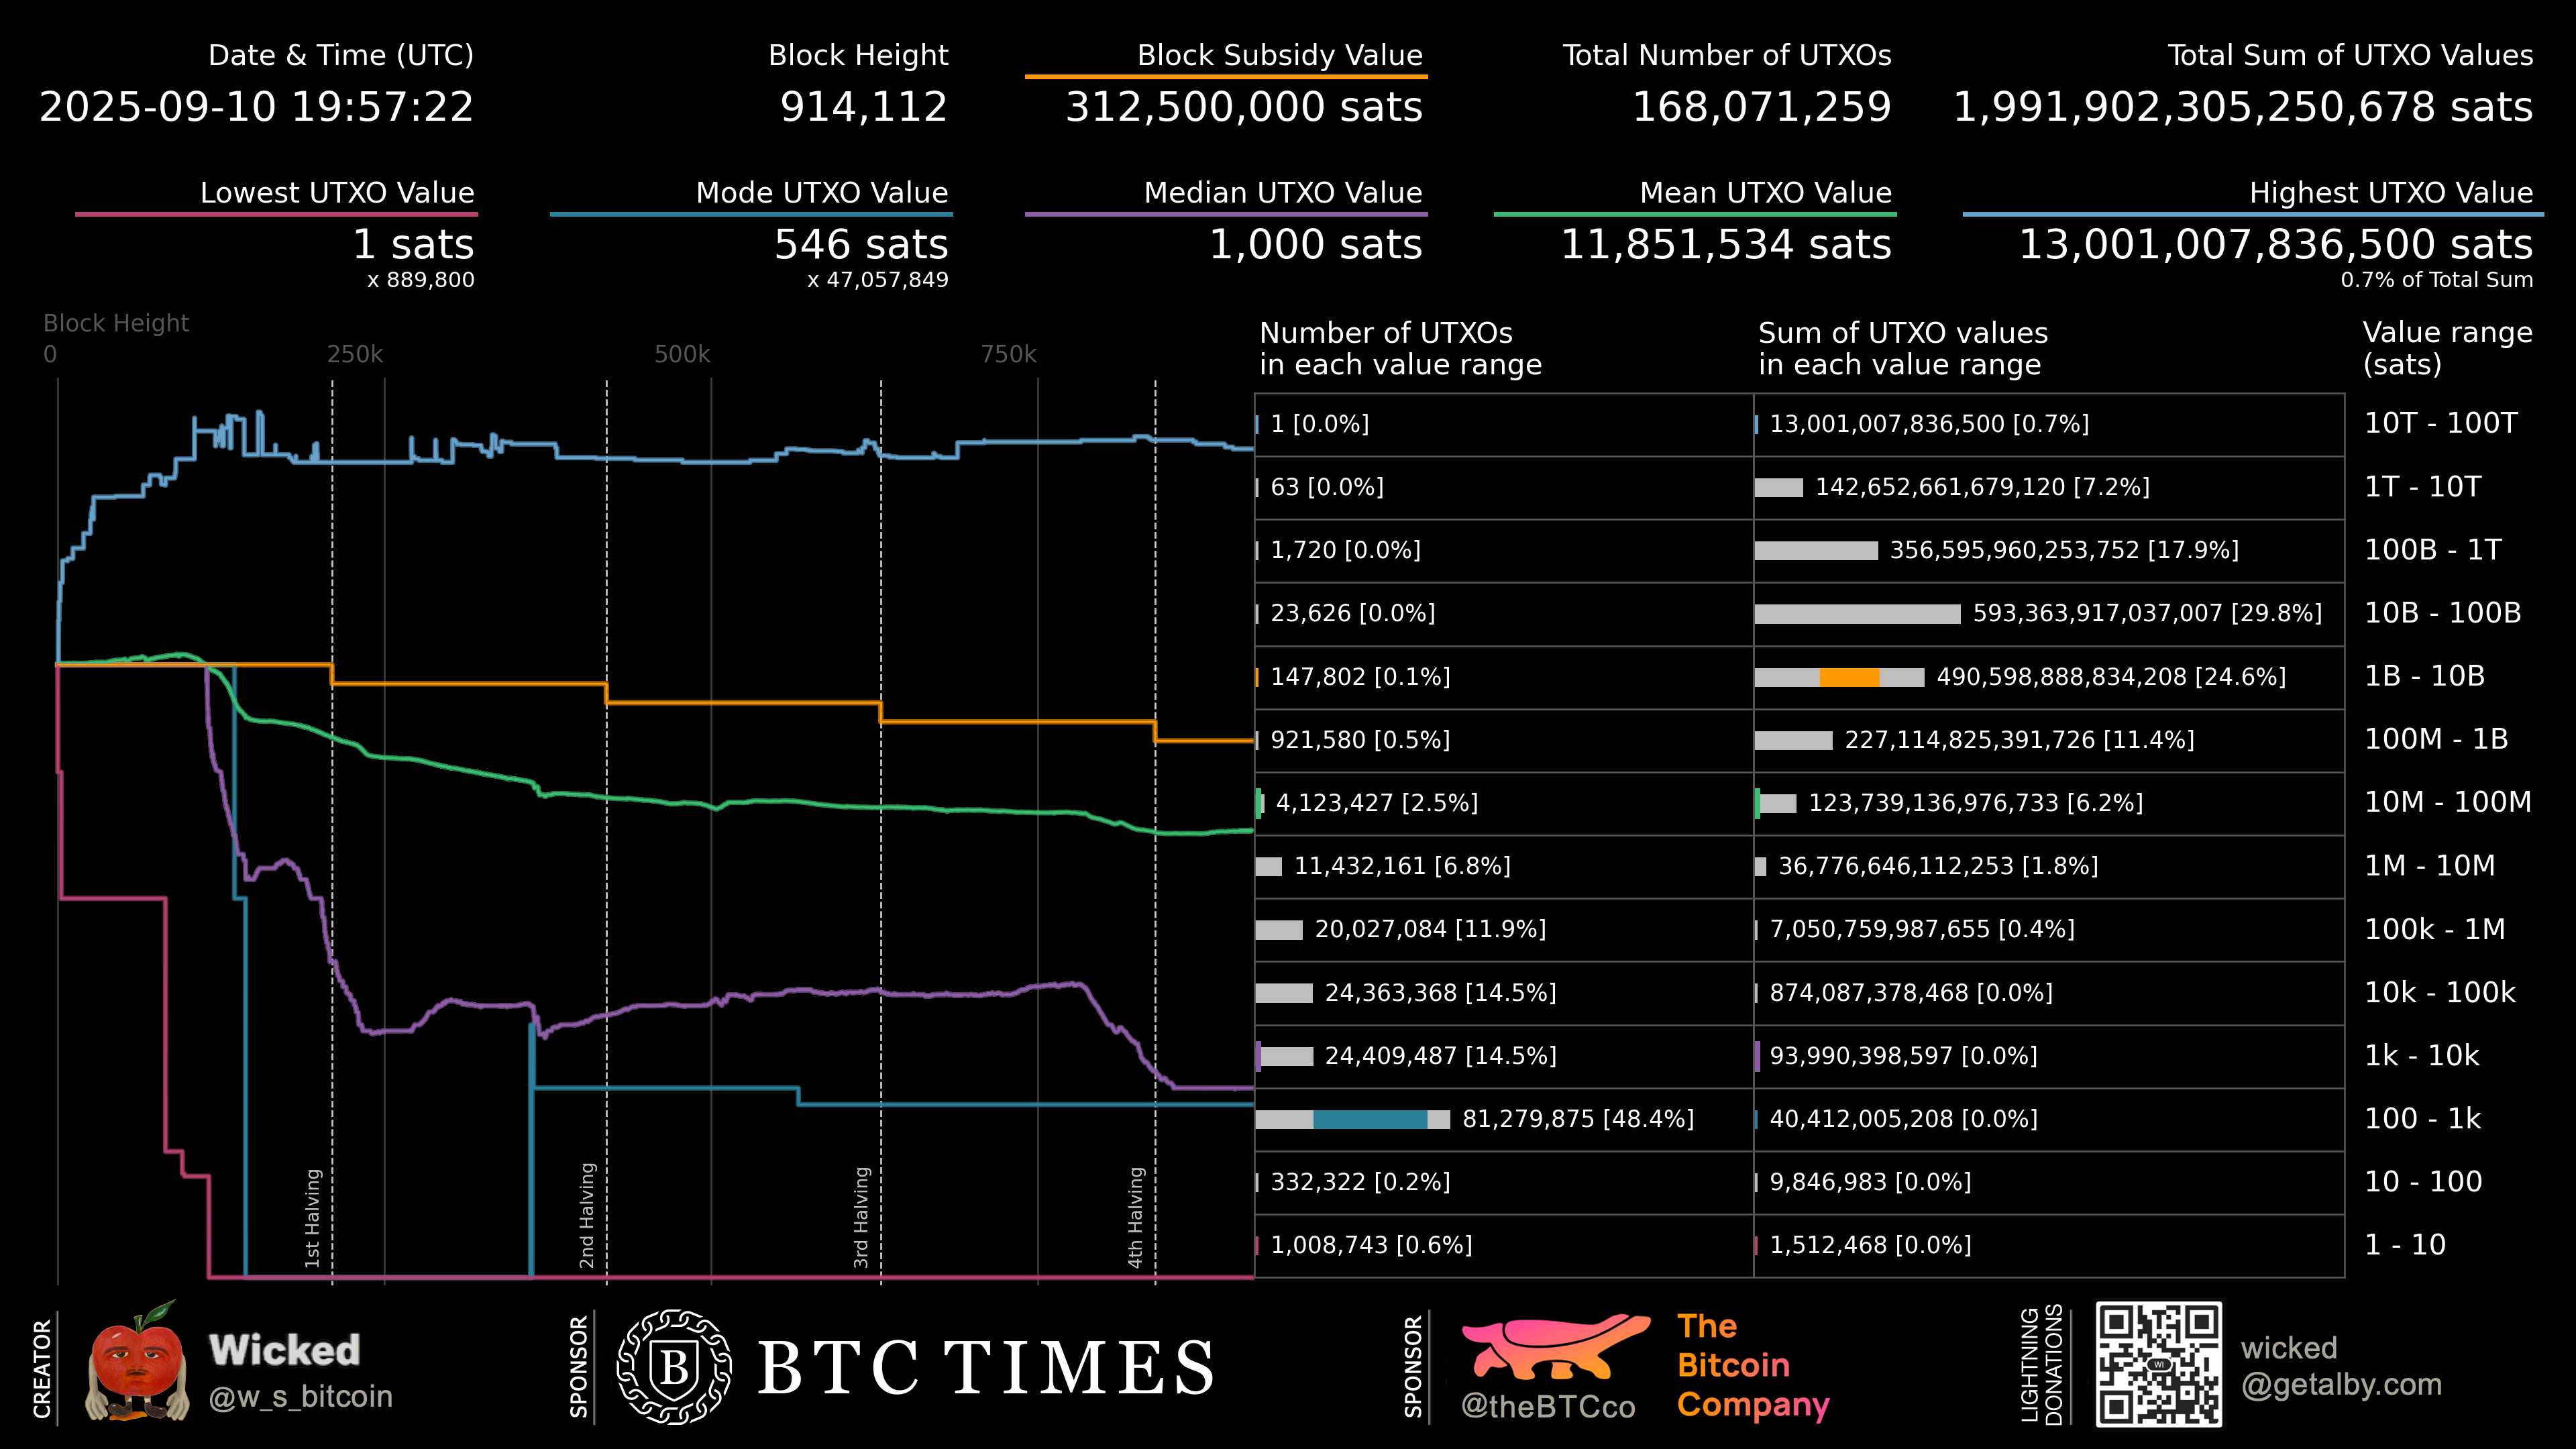 Date & Time (UTC)
2025-09-10 19:57:22
Block Height
914,112
Block Subsidy Value
312,500,000 sats
Total Number of UTXOs
168,071,259
Total Sum of UTXO Values
1,991,902,305,250,678 sats
Lowest UTXO Value
1 sats
x 889,800
Mode UTXO Value
546 sats
x 47,057,849
Median UTXO Value
1,000 sats
Mean UTXO Value
11,851,534 sats
Highest UTXO Value
13,001,007,836,500 sats
0.7% of Total Sum
Block Height
0 250k 500k 750k
1st Halving
2nd Halving
3rd Halving
4th Halving
Number of UTXOs
in each value range
Sum of UTXO values
in each value range
Value range
(sats)
1 [0.0%] 13,001,007,836,500 [0.7%] 10T - 100T
63 [0.0%] 142,652,661,679,120 [7.2%] 1T - 10T
1,720 [0.0%] 356,595,960,253,752 [17.9%] 100B - 1T
23,626 [0.0%] 593,363,917,037,007 [29.8%] 10B - 100B
147,802 [0.1%] 490,598,888,834,208 [24.6%] 1B - 10B
921,580 [0.5%] 227,114,825,391,726 [11.4%] 100M - 1B
4,123,427 [2.5%] 123,739,136,976,733 [6.2%] 10M - 100M
11,432,161 [6.8%] 36,776,646,112,253 [1.8%] 1M - 10M
20,027,084 [11.9%] 7,050,759,987,655 [0.4%] 100k - 1M
24,363,368 [14.5%] 874,087,378,468 [0.0%] 10k - 100k
24,409,487 [14.5%] 93,990,398,597 [0.0%] 1k - 10k
81,279,875 [48.4%] 40,412,005,208 [0.0%] 100 - 1k
332,322 [0.2%] 9,846,983 [0.0%] 10 - 100
1,008,743 [0.6%] 1,512,468 [0.0%] 1 - 10
CREATOR
Wicked
@w_s_bitcoin
SPONSOR
B
BTC TIMES
SPONSOR
@theBTCco
The
Bitcoin
Company
LIGHTNING
DONATIONS
WI
wicked
@getalby.com